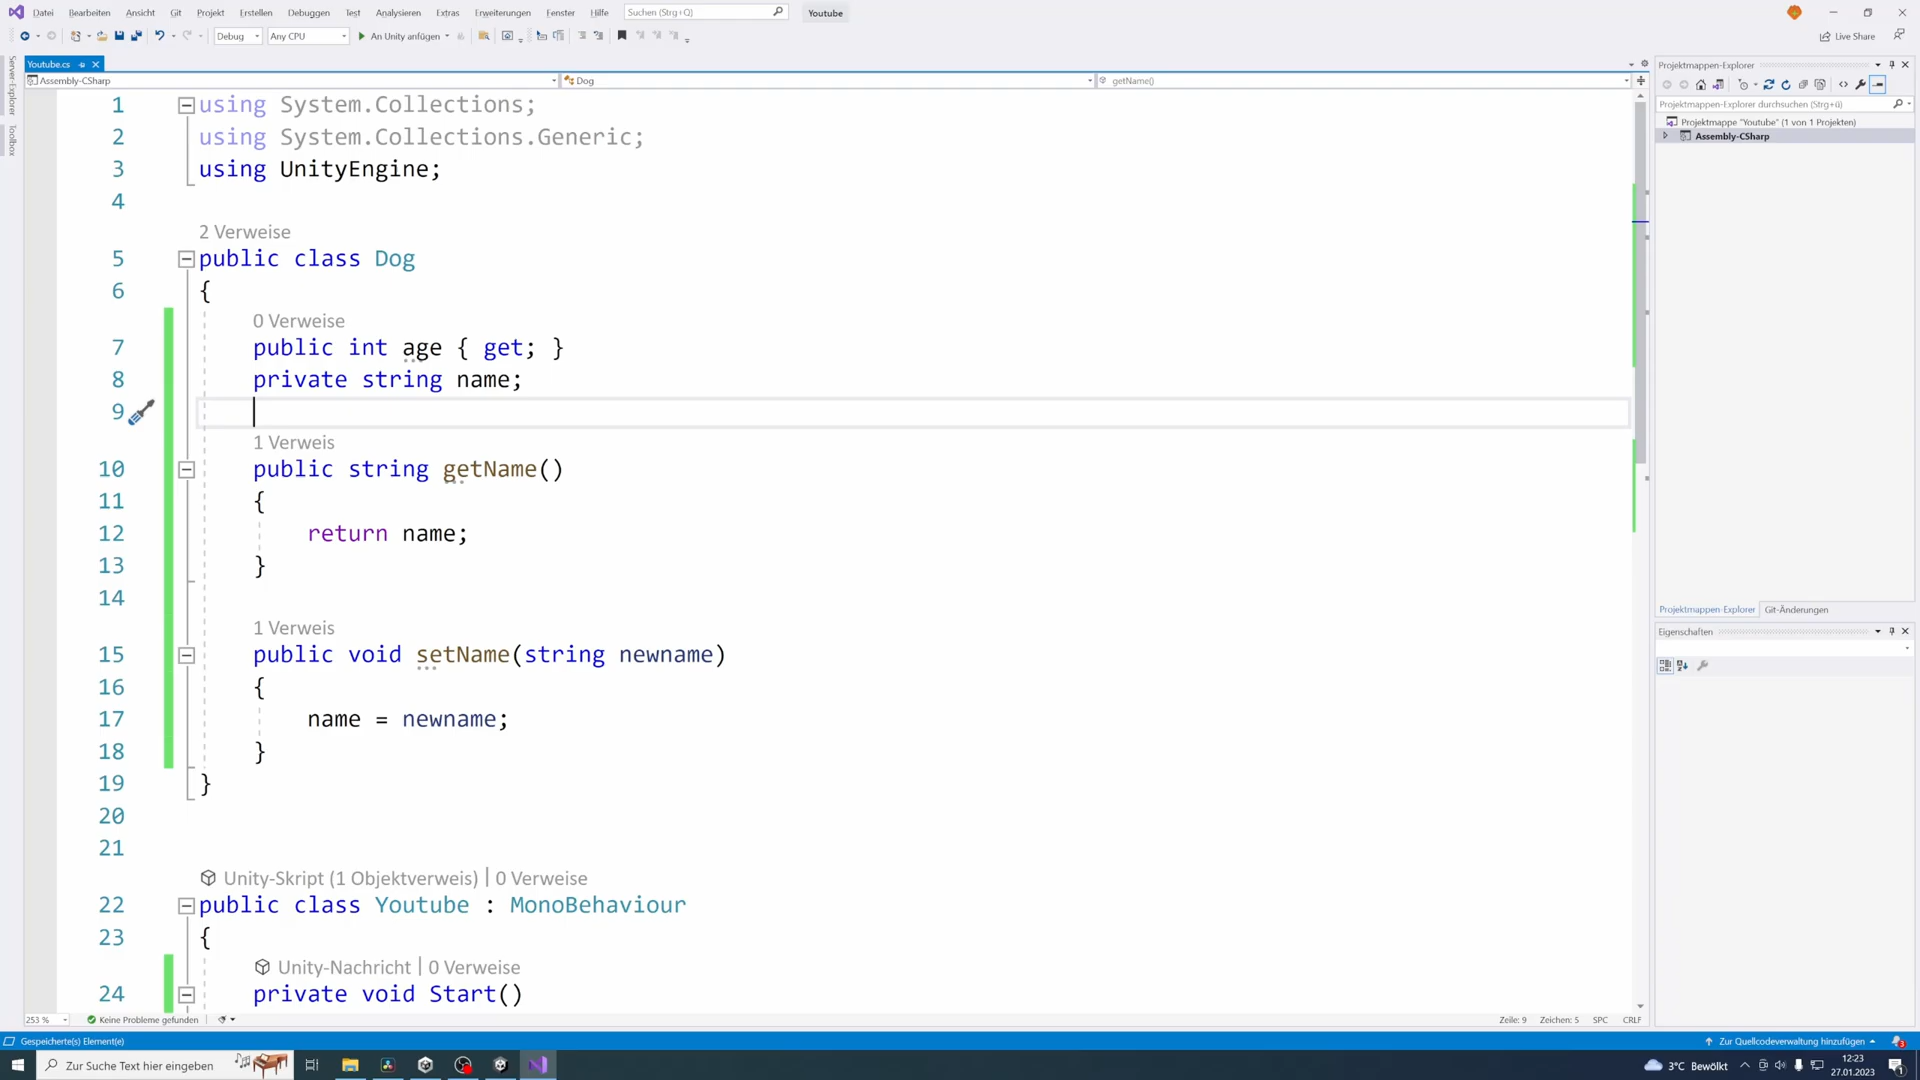 Datei Bearbeiten Ansicht Git Projekt Erstellen Debuggen Test Analysieren Extras Erweiterungen Fenster Hilfe Suchen (Strg+Q) Youtube
Debug Any CPU An Unity anfügen Live Share
Youtube.cs
Assembly-CSharp Dog getName()
Server-Explorer
Toolbox
1 using System.Collections;
2 using System.Collections.Generic;
3 using UnityEngine;
4
2 Verweise
5 public class Dog
6 {
0 Verweise
7 public int age { get; }
8 private string name;
9
1 Verweis
10 public string getName()
11 {
12 return name;
13 }
14
1 Verweis
15 public void setName(string newname)
16 {
17 name = newname;
18 }
19 }
20
21
Unity-Skript (1 Objektverweis) | 0 Verweise
22 public class Youtube : MonoBehaviour
23 {
Unity-Nachricht | 0 Verweise
24 private void Start()
253 % Keine Probleme gefunden Zeile: 9 Zeichen: 5 SPC CRLF
Projektmappen-Explorer
Projektmappen-Explorer durchsuchen (Strg+ü)
Projektmappe "Youtube" (1 von 1 Projekten)
Assembly-CSharp
Projektmappen-Explorer Git-Änderungen
Eigenschaften
Gespeicherte(s) Element(e) Zur Quellcodeverwaltung hinzufügen 3
Zur Suche Text hier eingeben 3°C Bewölkt 12:23
27.01.2023 1